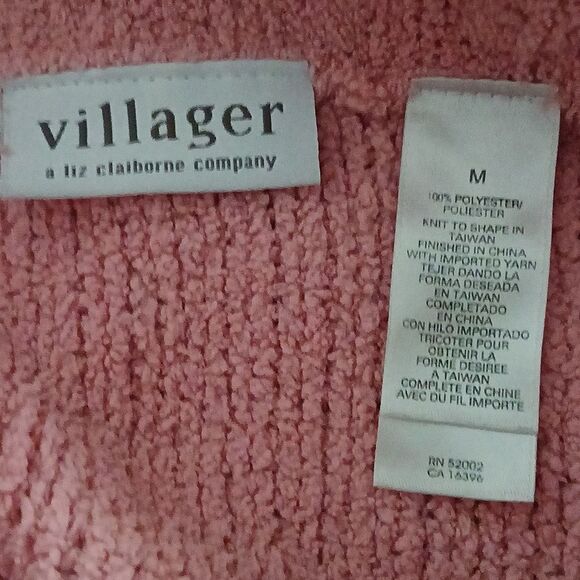 villager
a liz claiborne company
M
100% POLYESTER/
POLIESTER
KNIT TO SHAPE IN
TAIWAN
FINISHED IN CHINA
WITH IMPORTED YARN
TEJER DANDO LA
FORMA DESEADA
EN TAIWAN
COMPLETADO
EN CHINA
CON HILO IMPORTADO
TRICOTER POUR
OBTENIR LA
FORME DESIREE
A TAIWAN
COMPLETE EN CHINE
AVEC DU FIL IMPORTE
RN 52002
CA 16396